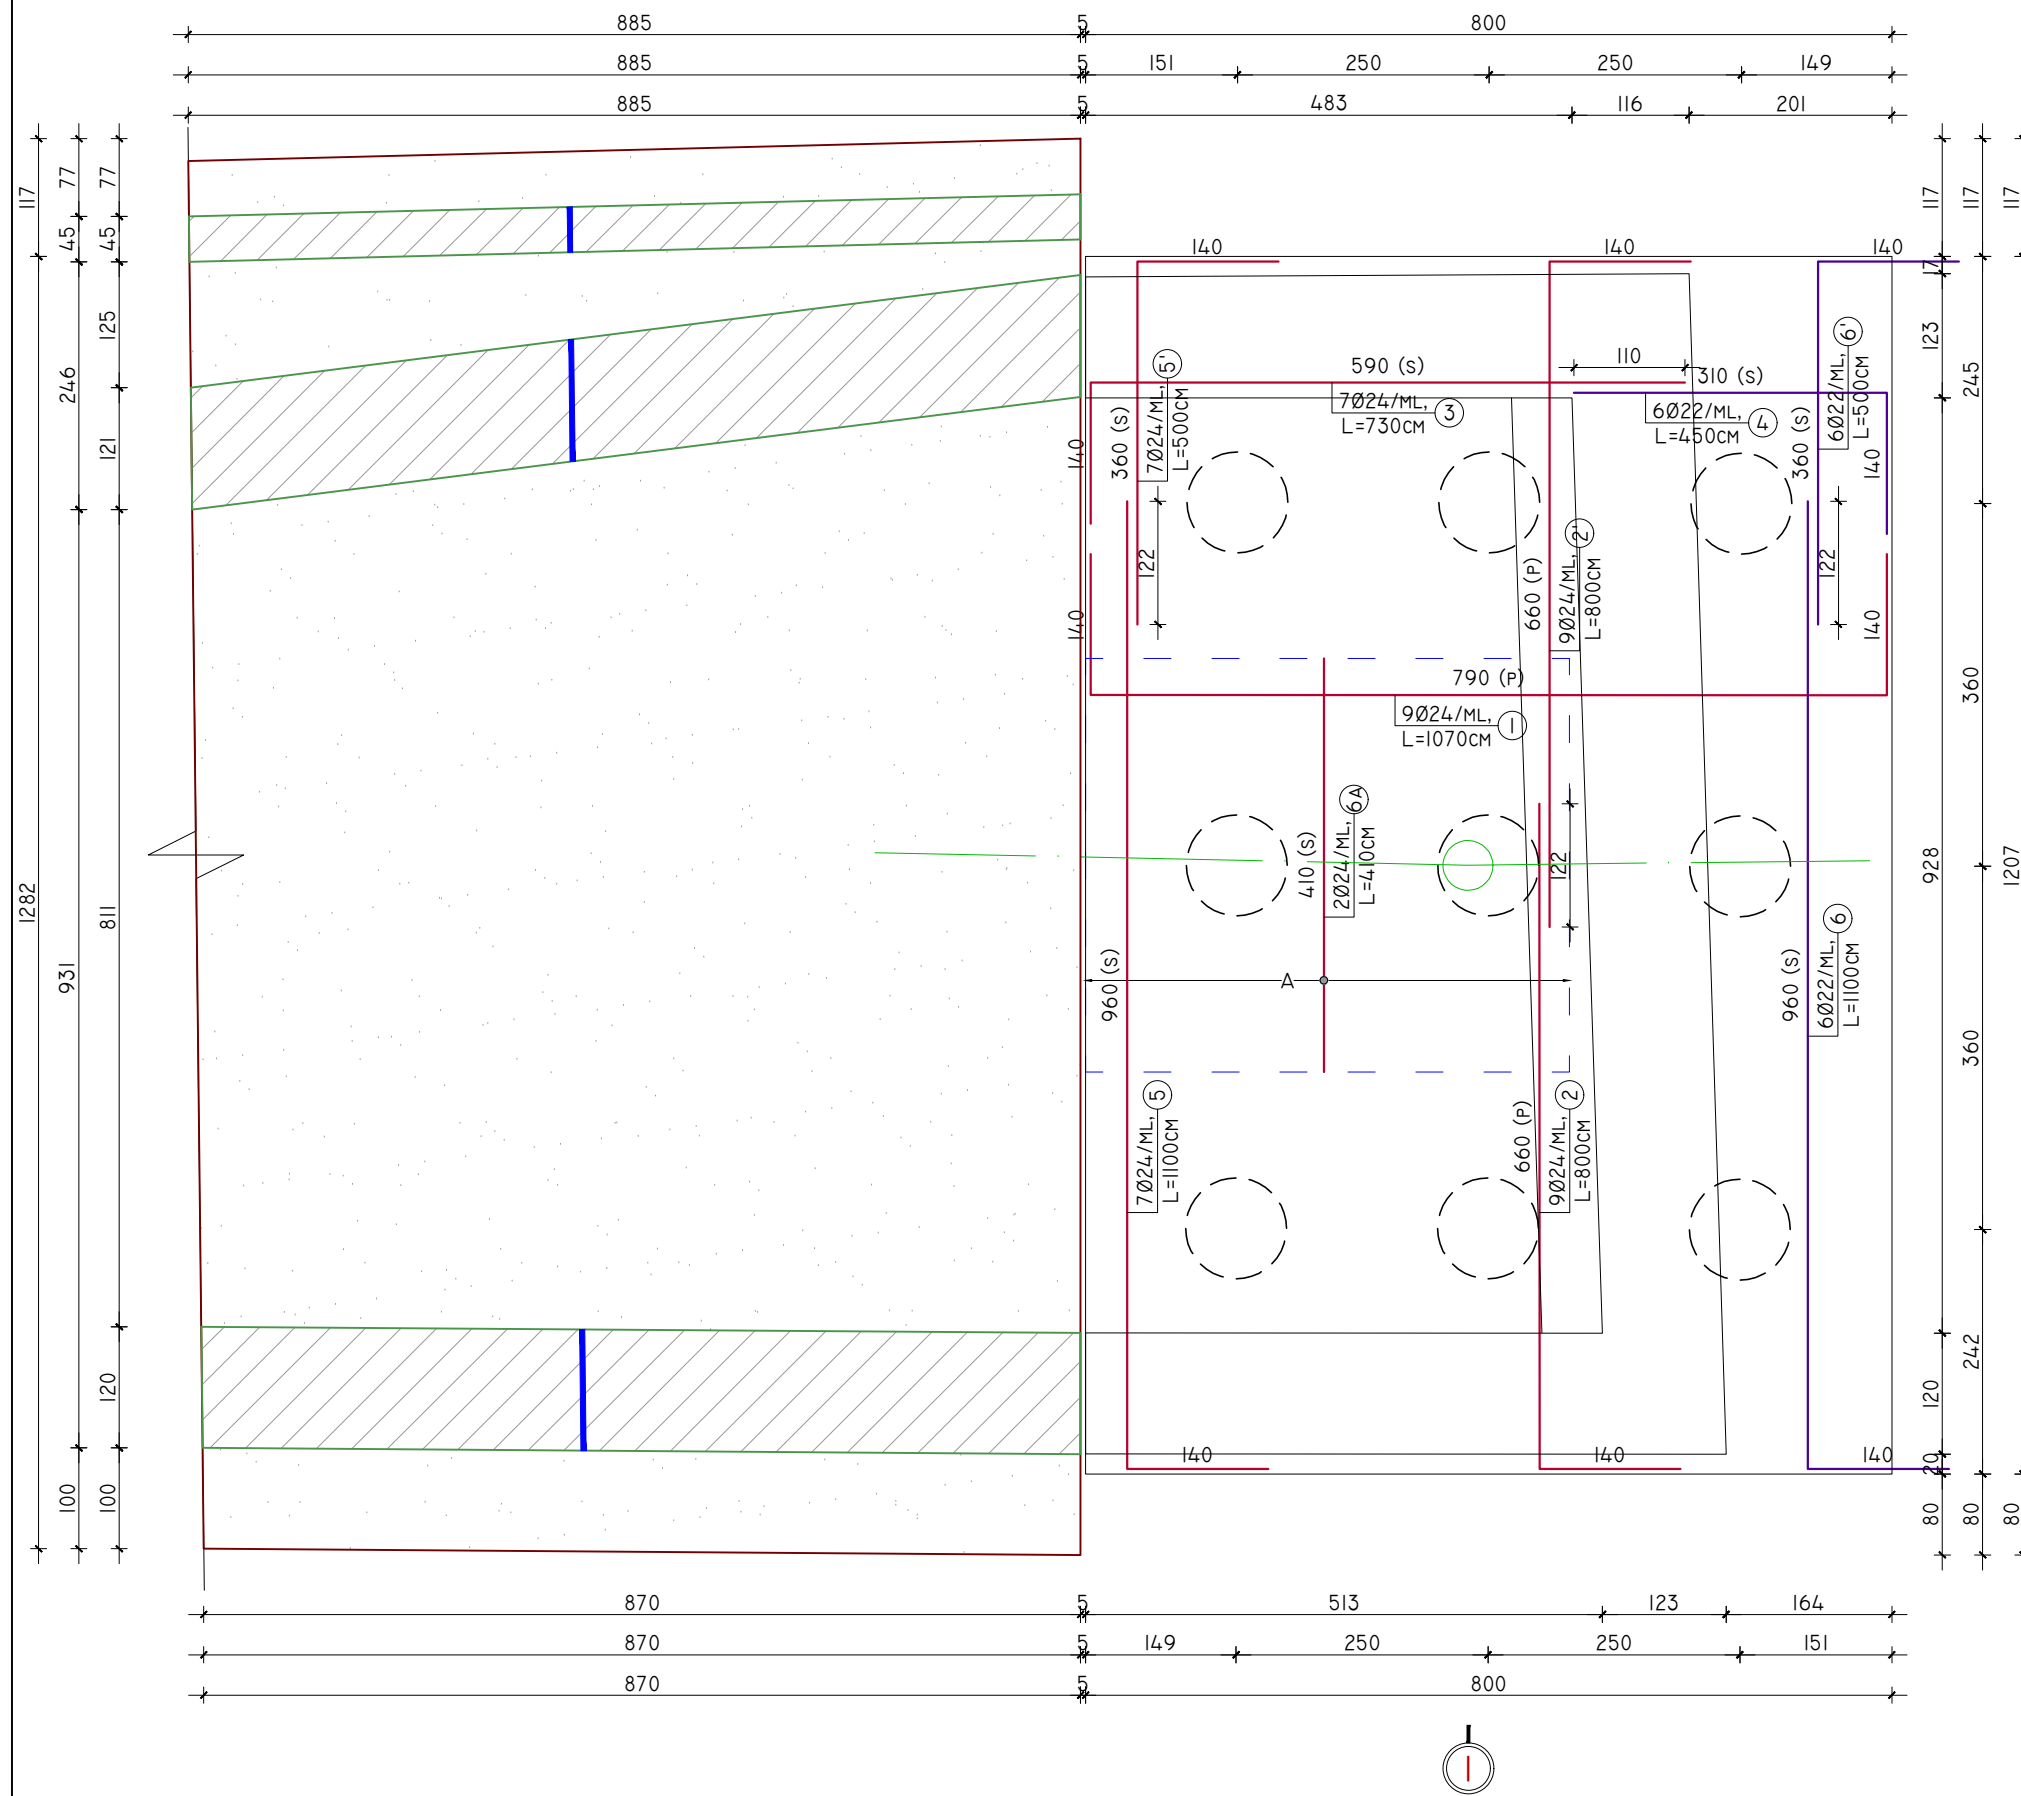 885
5
800
885
5
151
250
250
149
885
5
483
116
201
117
77
77
45
45
125
246
121
1282
931
811
120
100
100
117
117
117
17
123
245
360
928
1207
360
242
120
20
80
80
80
140
140
140
590 (S)
110
310 (S)
7Ø24/ML,
L=730CM
3
6Ø22/ML,
L=450CM
4
360 (S)
7Ø24/ML,
L=500CM
5'
360 (S)
6Ø22/ML,
L=500CM
6'
140
140
122
122
140
140
660 (P)
9Ø24/ML,
L=800CM
2'
790 (P)
9Ø24/ML,
L=1070CM
1
410 (S)
2Ø24/ML,
L=410CM
6A
122
A
960 (S)
7Ø24/ML,
L=1100CM
5
660 (P)
9Ø24/ML,
L=800CM
2
960 (S)
6Ø22/ML,
L=1100CM
6
140
140
140
870
5
513
123
164
870
5
149
250
250
151
870
5
800
1